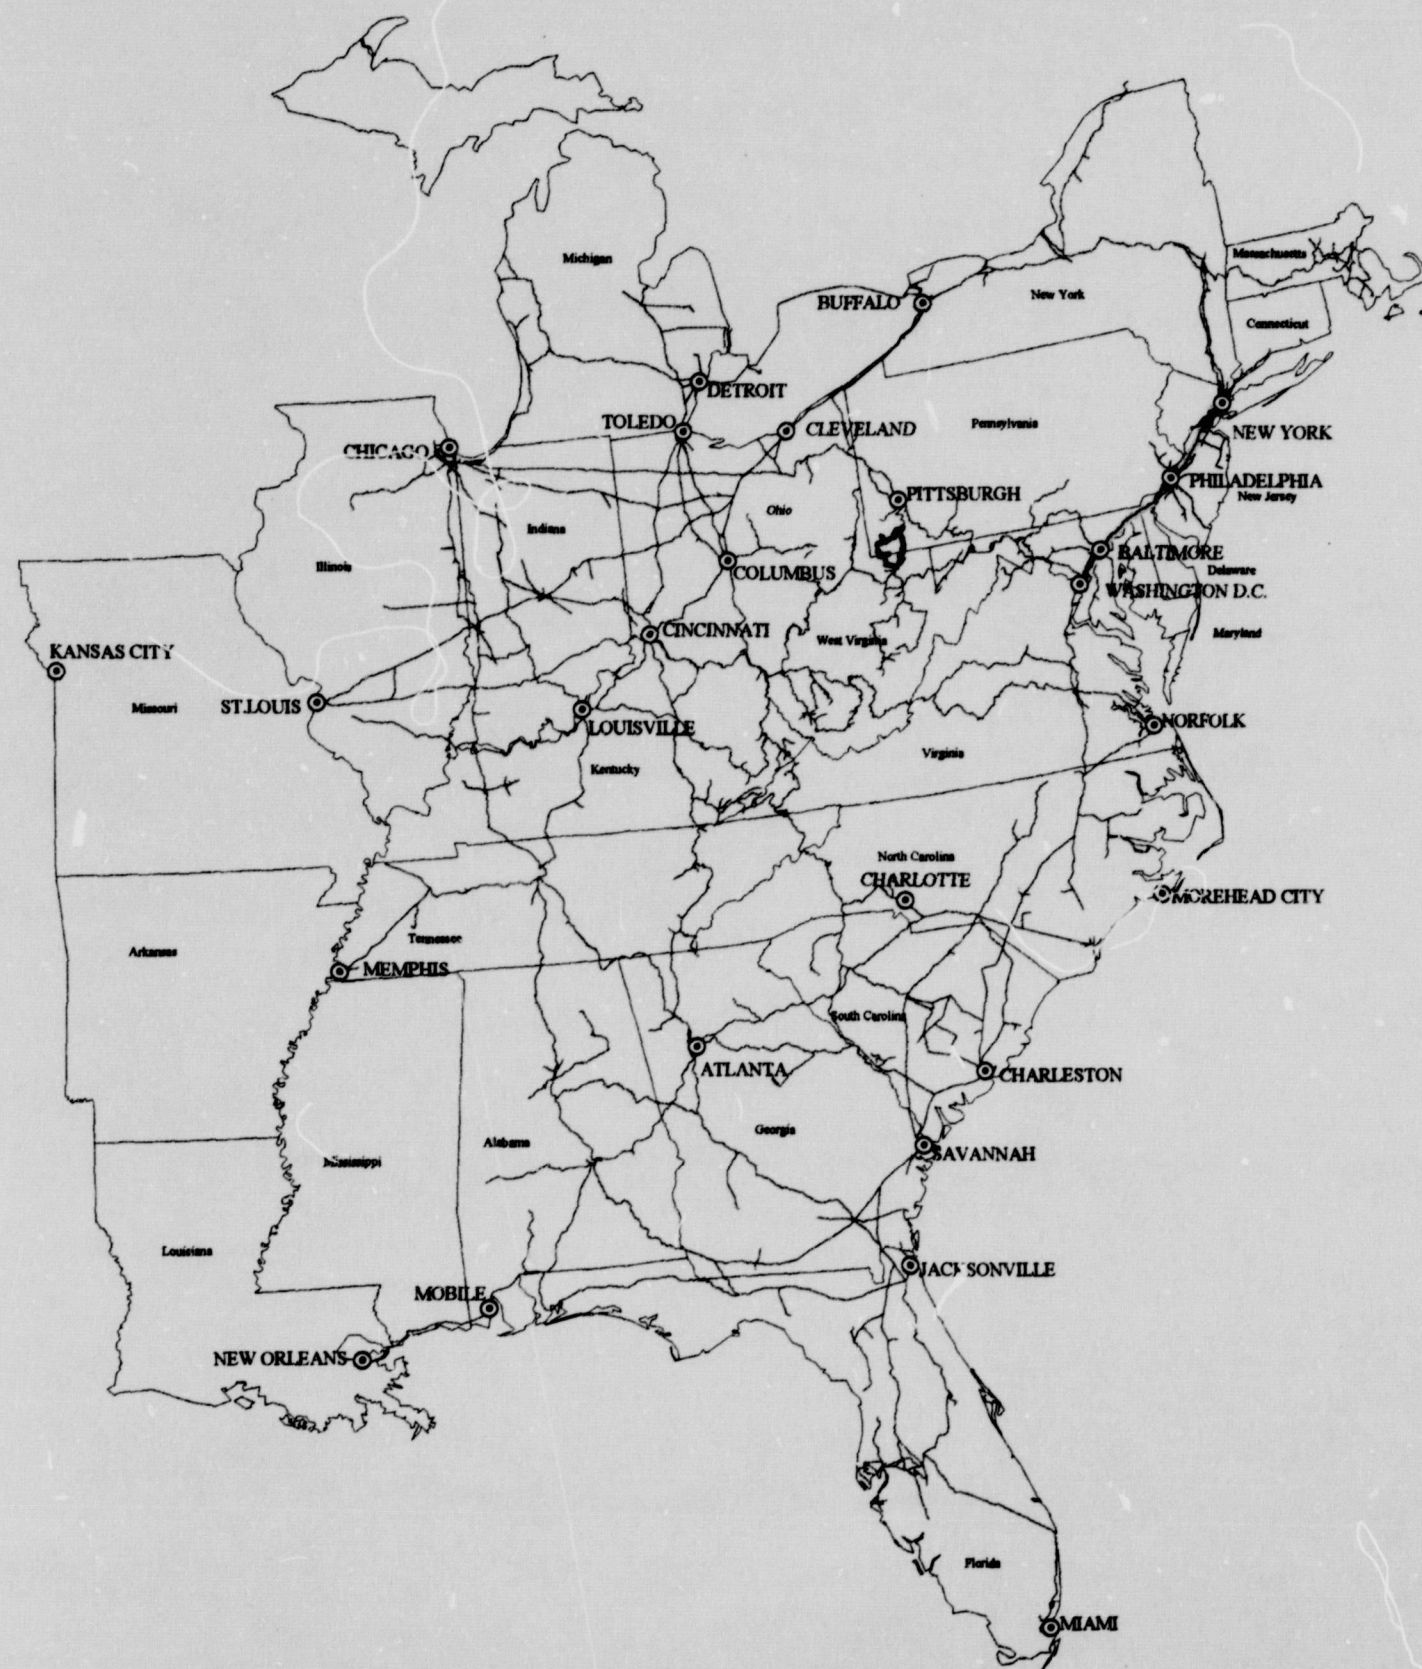 Michigan
Massachusetts
BUFFALO
New York
Connecticut
DETROIT
TOLEDO
CLEVELAND
Pennsylvania
NEW YORK
CHICAGO
PHILADELPHIA
PITTSBURGH
New Jersey
Ohio
Indiana
BALTIMORE
Illinois
COLUMBUS
Delaware
WASHINGTON D.C.
CINCINNATI
West Virginia
Maryland
KANSAS CITY
Missouri
ST.LOUIS
LOUISVILLE
NORFOLK
Virginia
Kentucky
North Carolina
CHARLOTTE
MOREHEAD CITY
Tennessee
Arkansas
MEMPHIS
South Carolina
ATLANTA
CHARLESTON
Georgia
Alabama
SAVANNAH
Mississippi
Louisiana
JACKSONVILLE
MOBILE
NEW ORLEANS
Florida
MIAMI